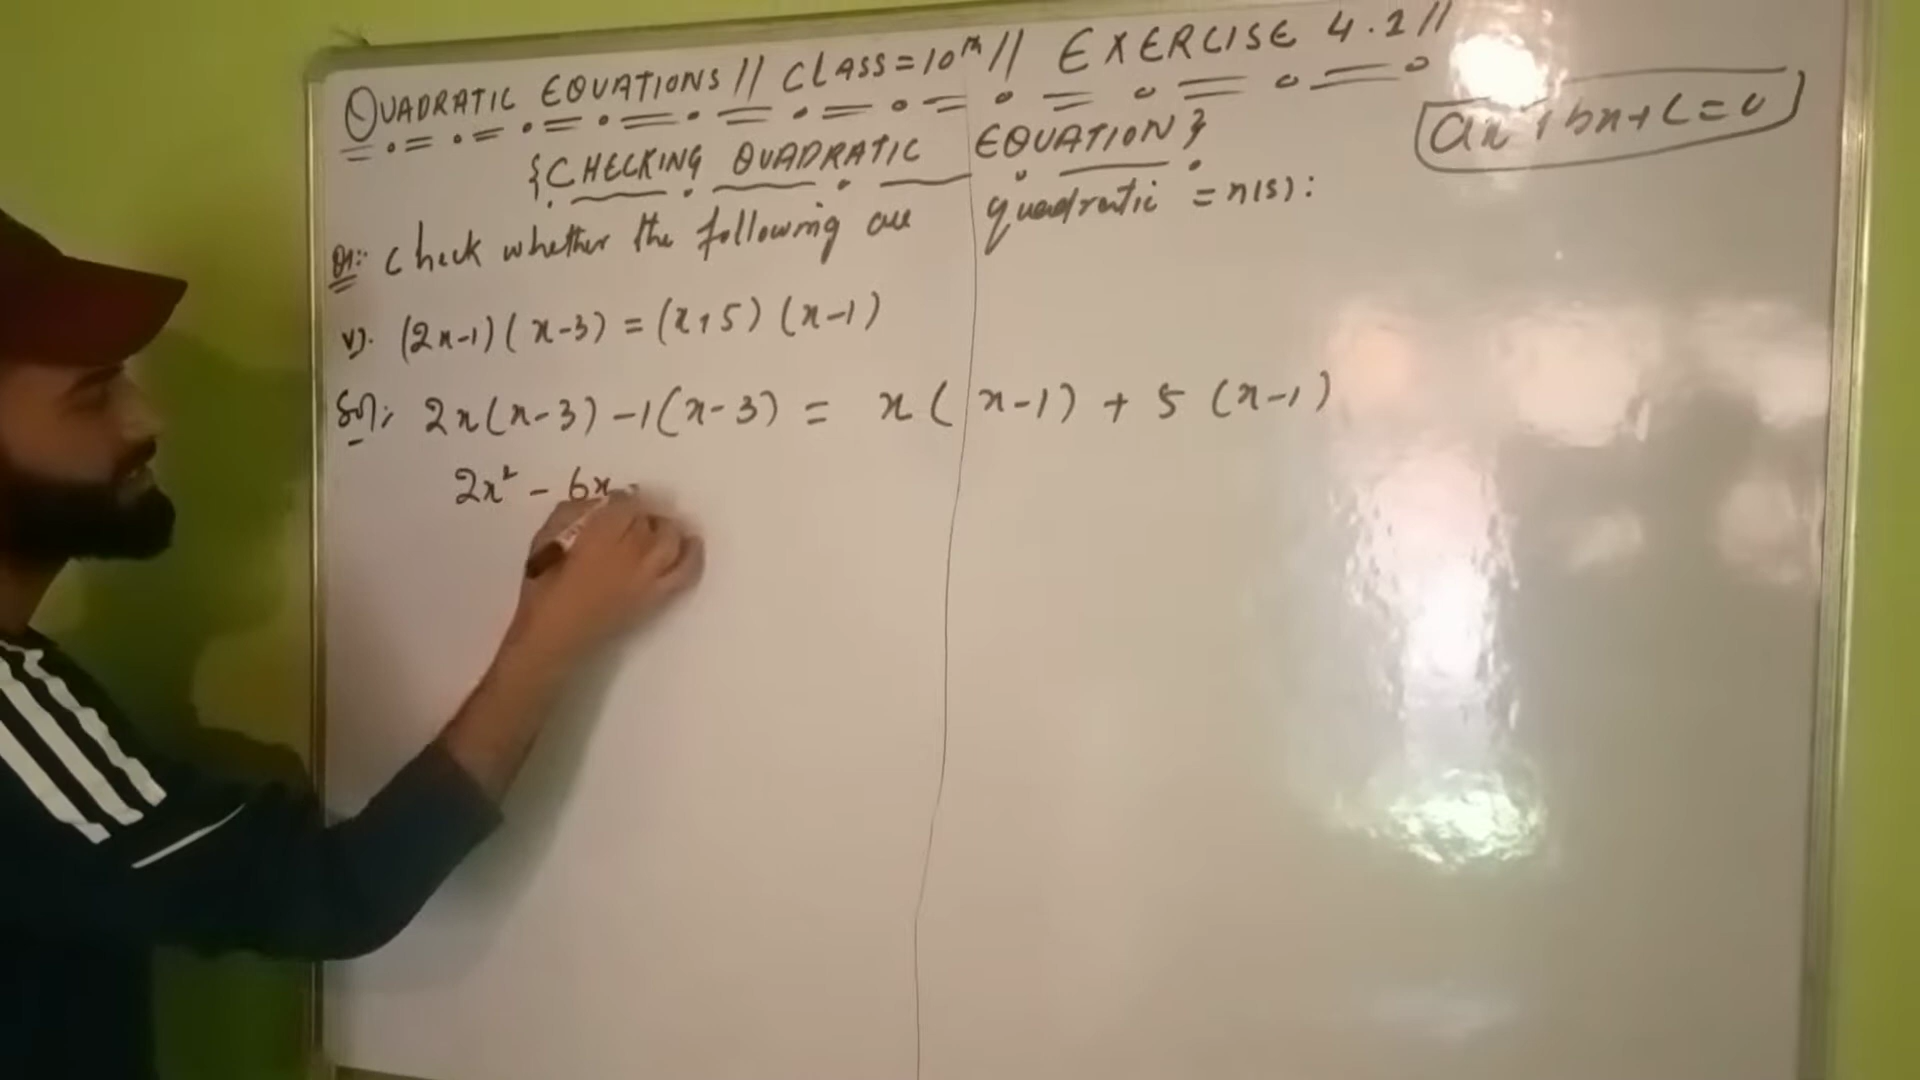 QUADRATIC EQUATIONS // CLASS = 10th // EXERCISE 4.1 //
{CHECKING QUADRATIC EQUATION}
ax² + bx + c = 0
Q1:- Check whether the following are quadratic = n(s):
v). (2x-1)(x-3) = (x+5)(x-1)
Sol:- 2x(x-3) -1(x-3) = x(x-1) + 5(x-1)
2x² - 6x -